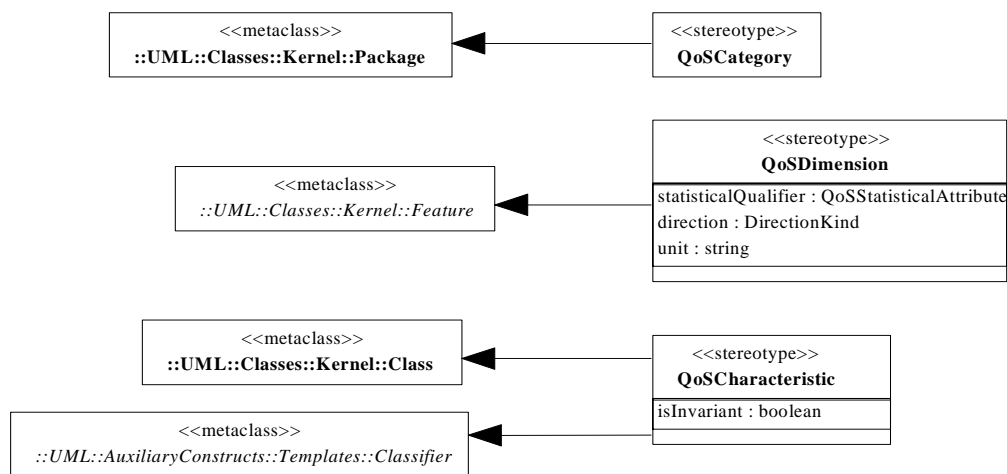 <<metaclass>>
::UML::Classes::Kernel::Package
<<stereotype>>
QoSCategory
<<metaclass>>
::UML::Classes::Kernel::Feature
<<stereotype>>
QoSDimension
statisticalQualifier : QoSStatisticalAttribute
direction : DirectionKind
unit : string
<<metaclass>>
::UML::Classes::Kernel::Class
<<stereotype>>
QoSCharacteristic
isInvariant : boolean
<<metaclass>>
::UML::AuxiliaryConstructs::Templates::Classifier